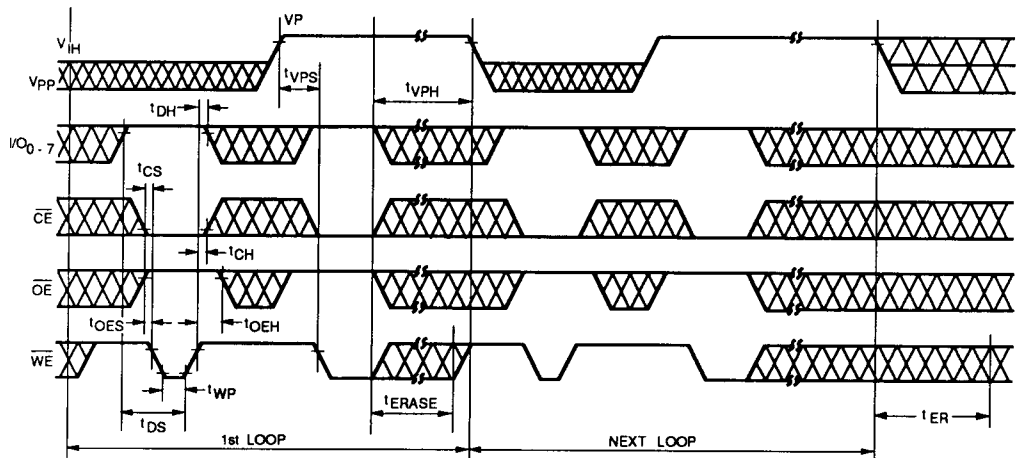 VP
VIH
VPP
tVPS
tVPH
tDH
I/O0 - 7
tCS
CE
tCH
OE
tOES
tOEH
WE
tWP
tERASE
tDS
tER
1st LOOP
NEXT LOOP